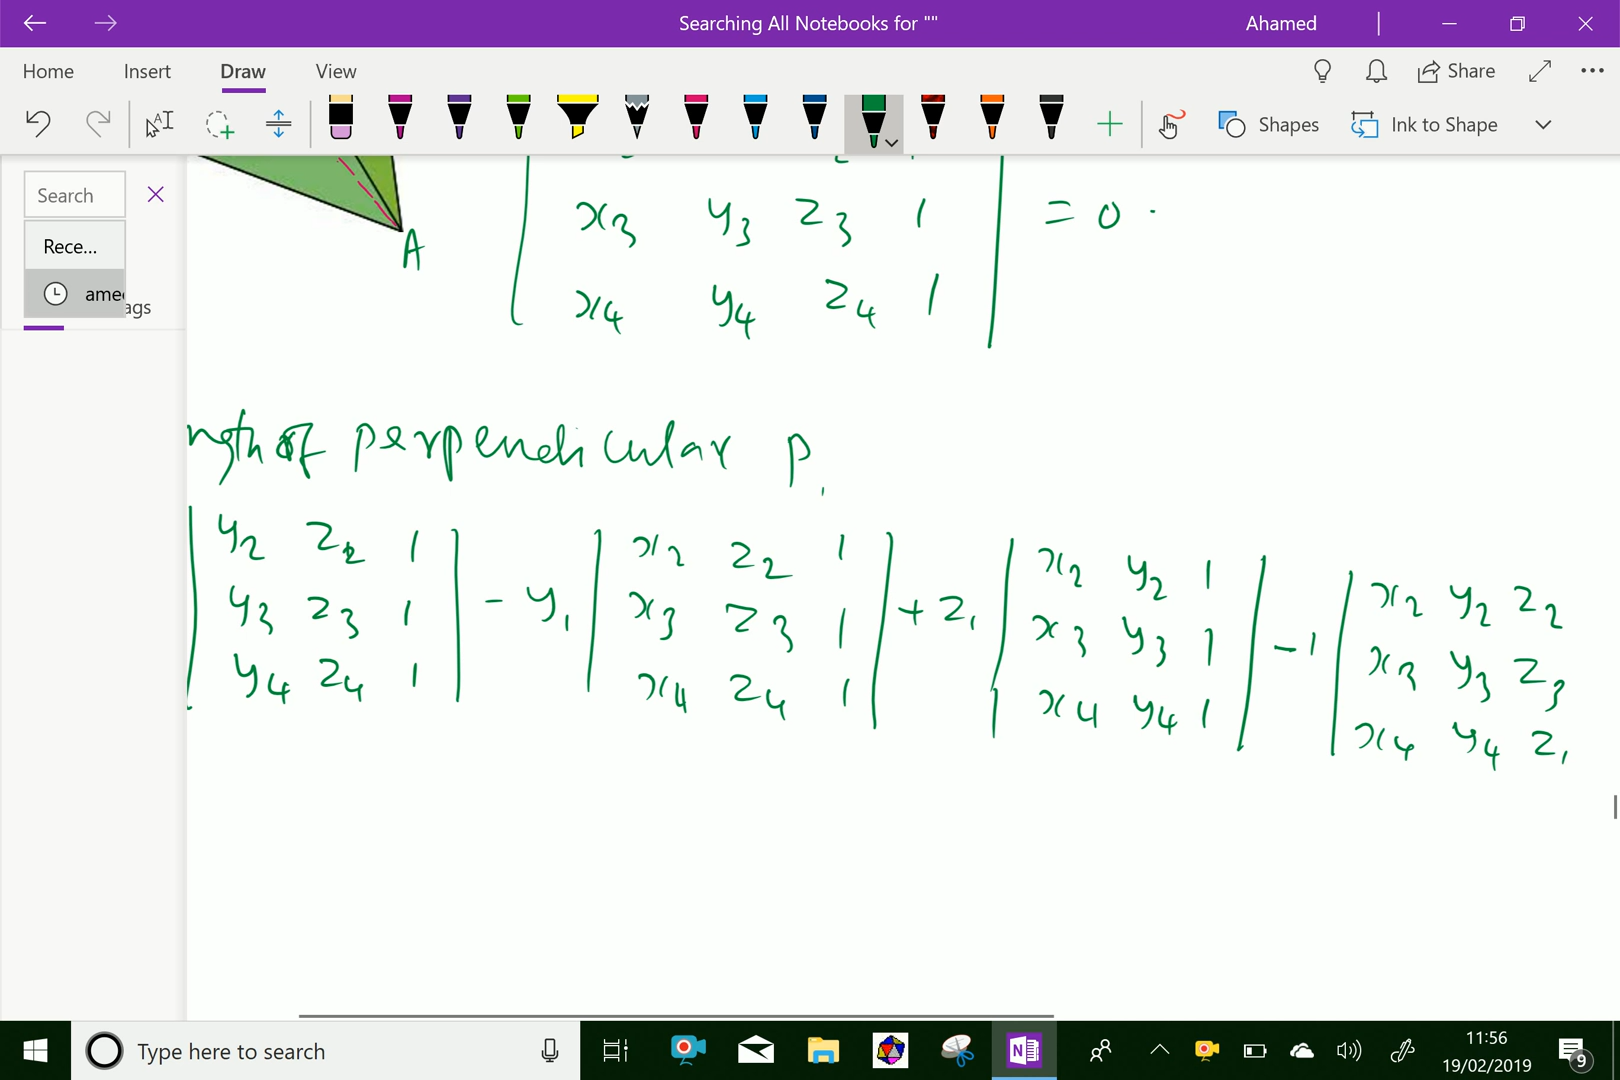 Searching All Notebooks for ""
Ahamed
Home Insert Draw View
Share
Shapes
Ink to Shape
Search
Rece...
ags
A
x3 y3 z3 1
= 0 .
x4 y4 z4 1
ngth of perpendicular P1
| y2 z2 1 | - y1 | x2 z2 1 | + z1 | x2 y2 1 | - 1 | x2 y2 z2
| y3 z3 1 | | x3 z3 1 | | x3 y3 1 | | x3 y3 z3
| y4 z4 1 | | x4 z4 1 | | x4 y4 1 | | x4 y4 z
Type here to search
N
11:56
19/02/2019
9